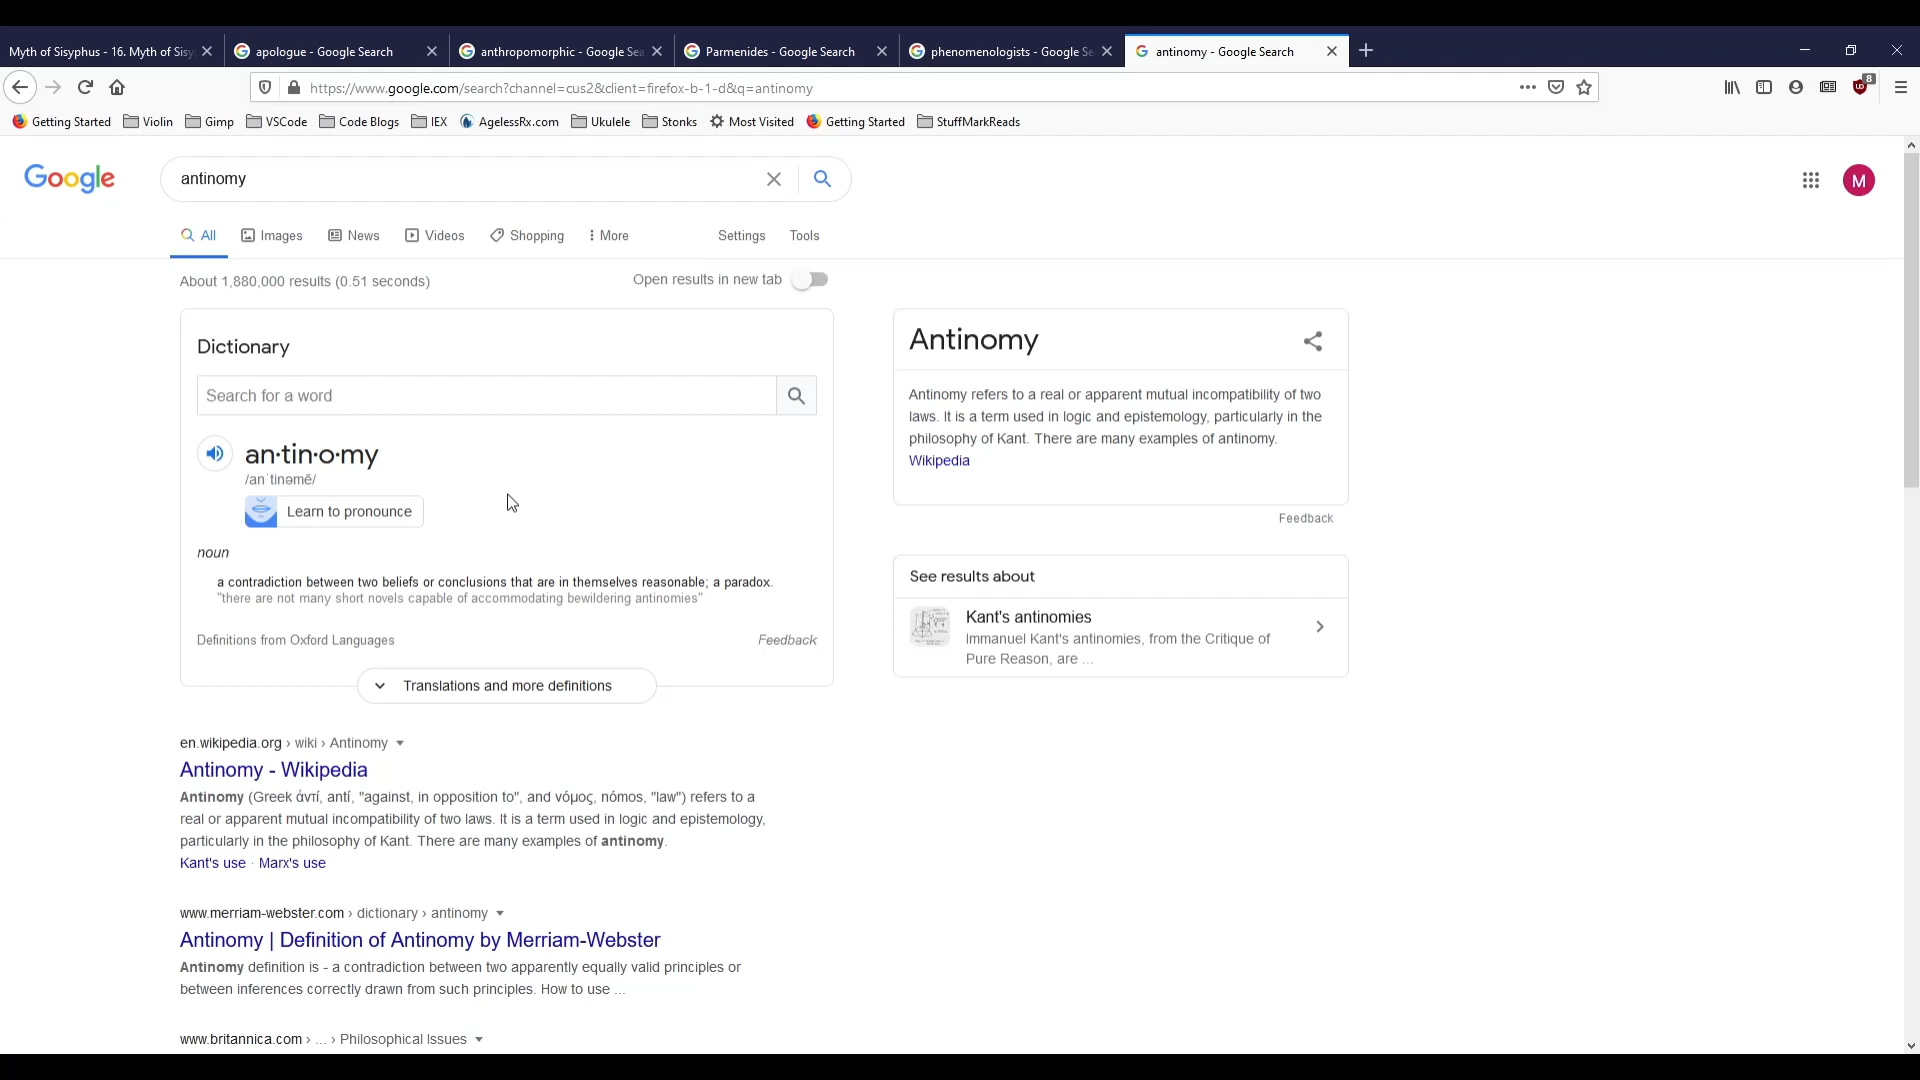 Myth of Sisyphus - 16. Myth of Sis
apologue - Google Search
anthropomorphic - Google Sea
Parmenides - Google Search
phenomenologists - Google Se
antinomy - Google Search
https://www.google.com/search?channel=cus2&client=firefox-b-1-d&q=antinomy
8
Getting Started Violin Gimp VSCode Code Blogs IEX AgelessRx.com Ukulele Stonks Most Visited Getting Started StuffMarkReads
Google
antinomy
M
All Images News Videos Shopping More Settings Tools
About 1,880,000 results (0.51 seconds)
Open results in new tab
Dictionary
Search for a word
an·tin·o·my
/anˈtinəmē/
Learn to pronounce
noun
a contradiction between two beliefs or conclusions that are in themselves reasonable; a paradox.
"there are not many short novels capable of accommodating bewildering antinomies"
Definitions from Oxford Languages
Feedback
Translations and more definitions
en.wikipedia.org › wiki › Antinomy
Antinomy - Wikipedia
Antinomy (Greek ἀντί, antí, "against, in opposition to", and νόμος, nómos, "law") refers to a
real or apparent mutual incompatibility of two laws. It is a term used in logic and epistemology,
particularly in the philosophy of Kant. There are many examples of antinomy.
Kant's use · Marx's use
www.merriam-webster.com › dictionary › antinomy
Antinomy | Definition of Antinomy by Merriam-Webster
Antinomy definition is - a contradiction between two apparently equally valid principles or
between inferences correctly drawn from such principles. How to use ...
www.britannica.com › ... › Philosophical Issues
Antinomy
Antinomy refers to a real or apparent mutual incompatibility of two
laws. It is a term used in logic and epistemology, particularly in the
philosophy of Kant. There are many examples of antinomy.
Wikipedia
Feedback
See results about
Kant's antinomies
Immanuel Kant's antinomies, from the Critique of
Pure Reason, are ...